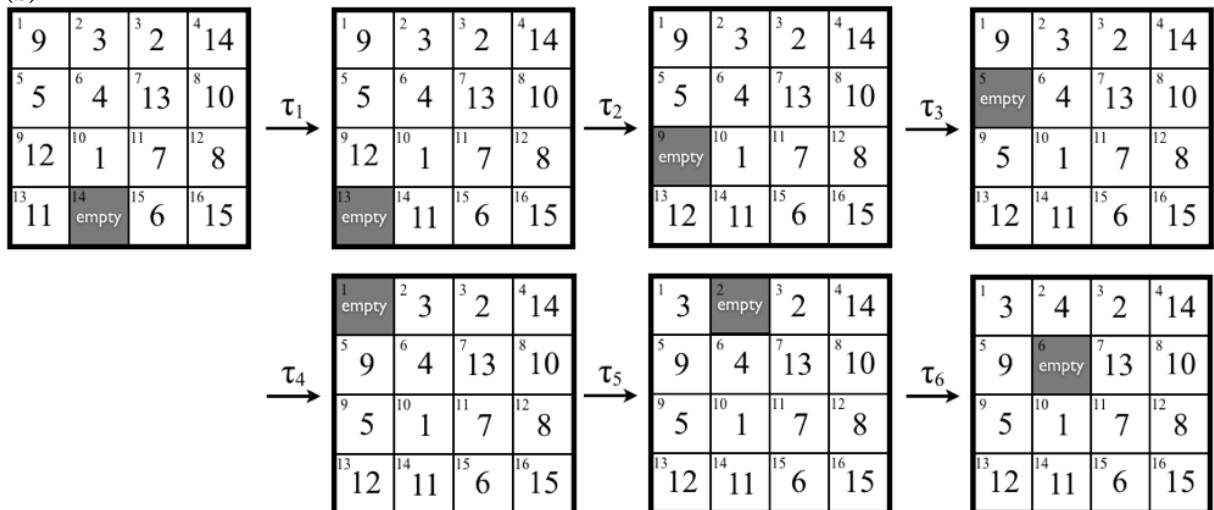 1 9 2 3 3 2 4 14 1 9 2 3 3 2 4 14 1 9 2 3 3 2 4 14 1 9 2 3 3 2 4 14
5 5 6 4 7 13 8 10 τ1 5 5 6 4 7 13 8 10 τ2 5 5 6 4 7 13 8 10 τ3 5 empty 6 4 7 13 8 10
9 12 10 1 11 7 12 8 9 12 10 1 11 7 12 8 9 empty 10 1 11 7 12 8 9 5 10 1 11 7 12 8
13 11 14 empty 15 6 16 15 13 empty 14 11 15 6 16 15 13 12 14 11 15 6 16 15 13 12 14 11 15 6 16 15
1 empty 2 3 3 2 4 14 1 3 2 empty 3 2 4 14 1 3 2 4 3 2 4 14
τ4 5 9 6 4 7 13 8 10 τ5 5 9 6 4 7 13 8 10 τ6 5 9 6 empty 7 13 8 10
9 5 10 1 11 7 12 8 9 5 10 1 11 7 12 8 9 5 10 1 11 7 12 8
13 12 14 11 15 6 16 15 13 12 14 11 15 6 16 15 13 12 14 11 15 6 16 15